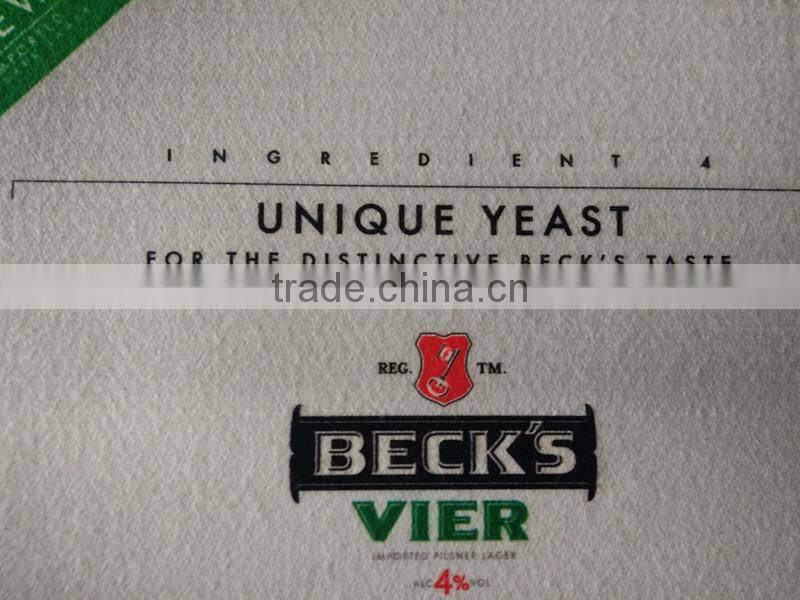 INGREDIENT 4
UNIQUE YEAST
FOR THE DISTINCTIVE BECK'S TASTE
trade.china.cn
REG. TM.
BECK'S
VIER
IMPORTED PILSNER LAGER
ALC 4% VOL